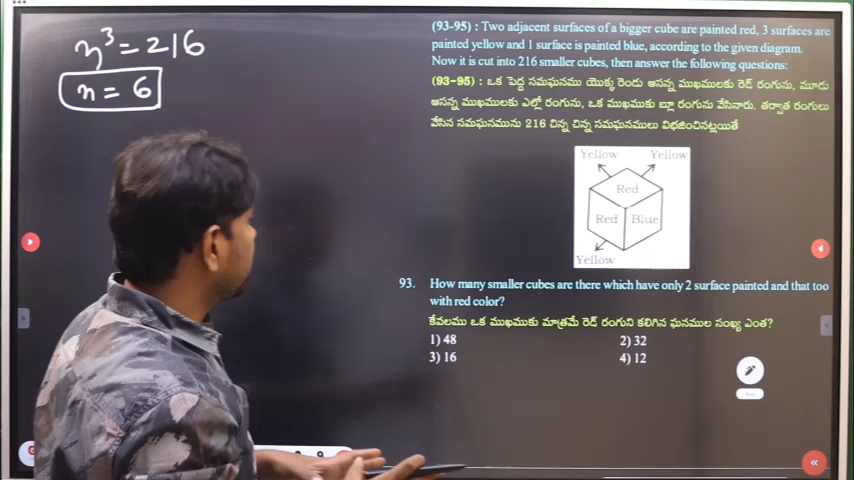 n³ = 216
n = 6
(93-95) : Two adjacent surfaces of a bigger cube are painted red, 3 surfaces are
painted yellow and 1 surface is painted blue, according to the given diagram.
Now it is cut into 216 smaller cubes, then answer the following questions:
(93-95) : ఒక పెద్ద సమఘనము యొక్క రెండు ఆసన్న ముఖములకు రెడ్ రంగును, మూడు
ఆసన్న ముఖములకు ఎల్లో రంగును, ఒక ముఖముకు బ్లూ రంగును వేసినారు. తర్వాత రంగులు
వేసిన సమఘనమును 216 చిన్న చిన్న సమఘనములు విభజించినట్లయితే
Yellow Yellow
Red
Red Blue
Yellow
93. How many smaller cubes are there which have only 2 surface painted and that too
with red color?
కేవలము ఒక ముఖముకు మాత్రమే రెడ్ రంగుని కలిగిన ఘనముల సంఖ్య ఎంత?
1) 48 2) 32
3) 16 4) 12